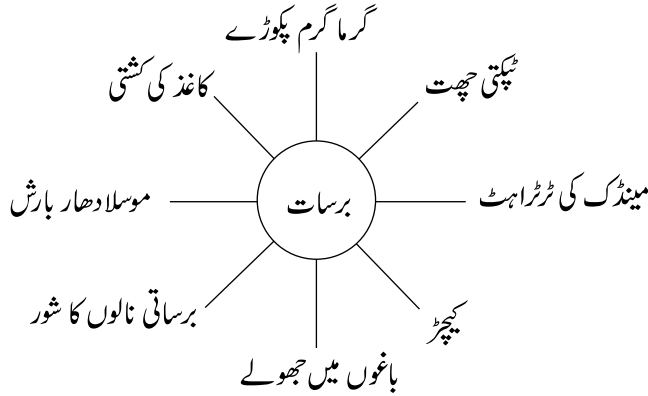 گرما گرم پکوڑے
ٹپکتی چھت
کاغذ کی کشتی
مینڈک کی ٹرٹراہٹ
برسات
موسلادھار بارش
کیچڑ
برساتی نالوں کا شور
باغوں میں جھولے